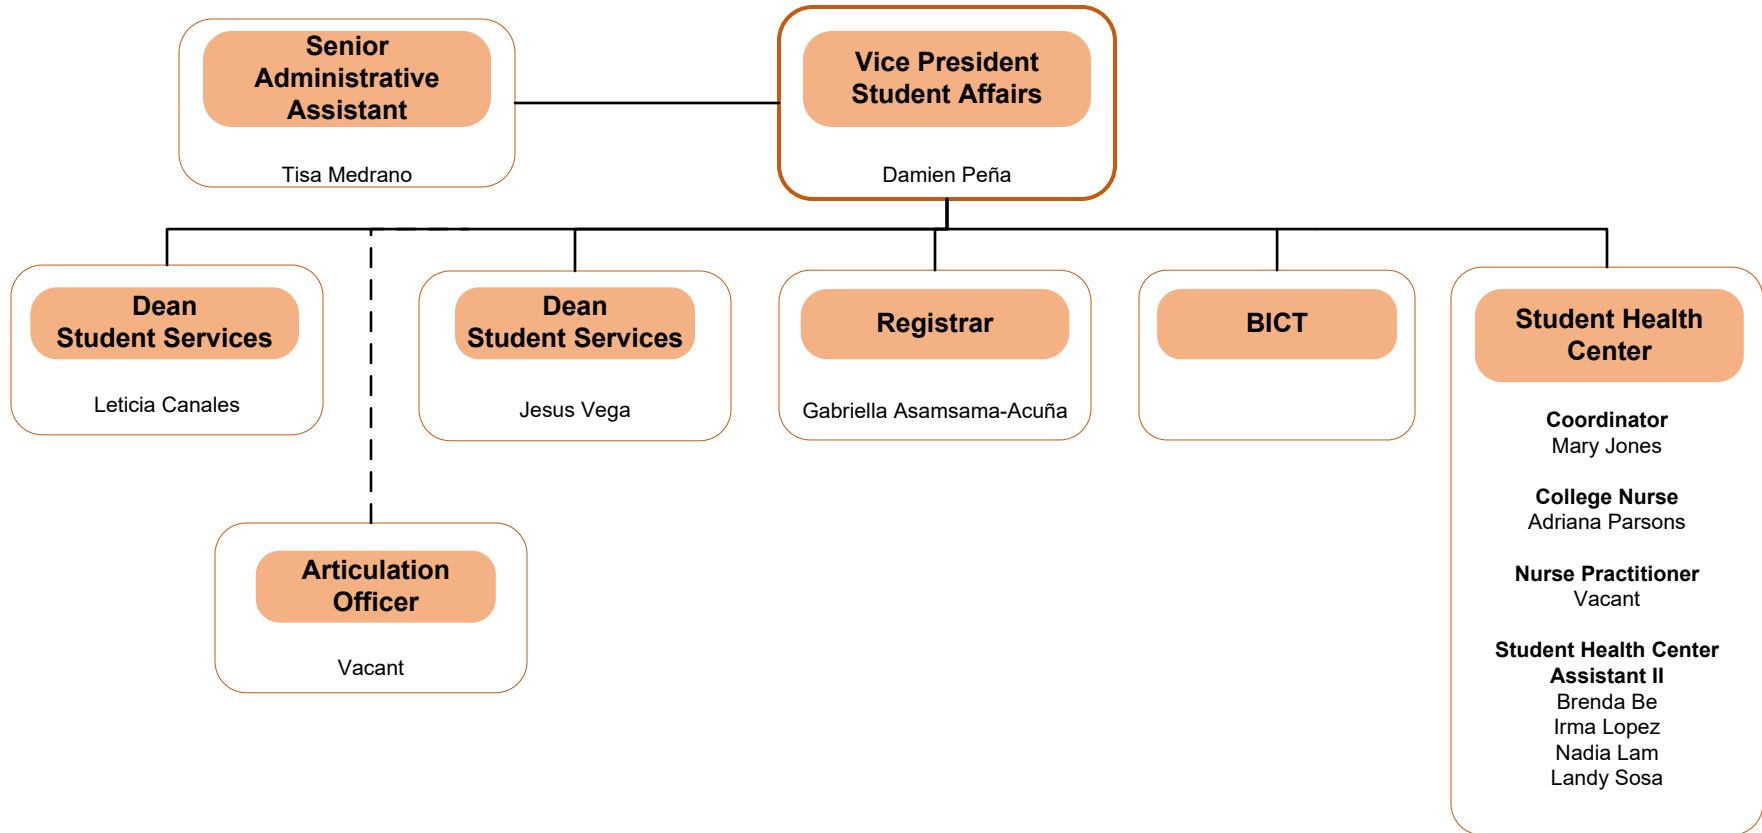 Senior
Administrative
Assistant
Tisa Medrano
Vice President
Student Affairs
Damien Peña
Dean
Student Services
Leticia Canales
Dean
Student Services
Jesus Vega
Registrar
Gabriella Asamsama-Acuña
BICT
Student Health
Center
Coordinator
Mary Jones
College Nurse
Adriana Parsons
Nurse Practitioner
Vacant
Student Health Center
Assistant II
Brenda Be
Irma Lopez
Nadia Lam
Landy Sosa
Articulation
Officer
Vacant